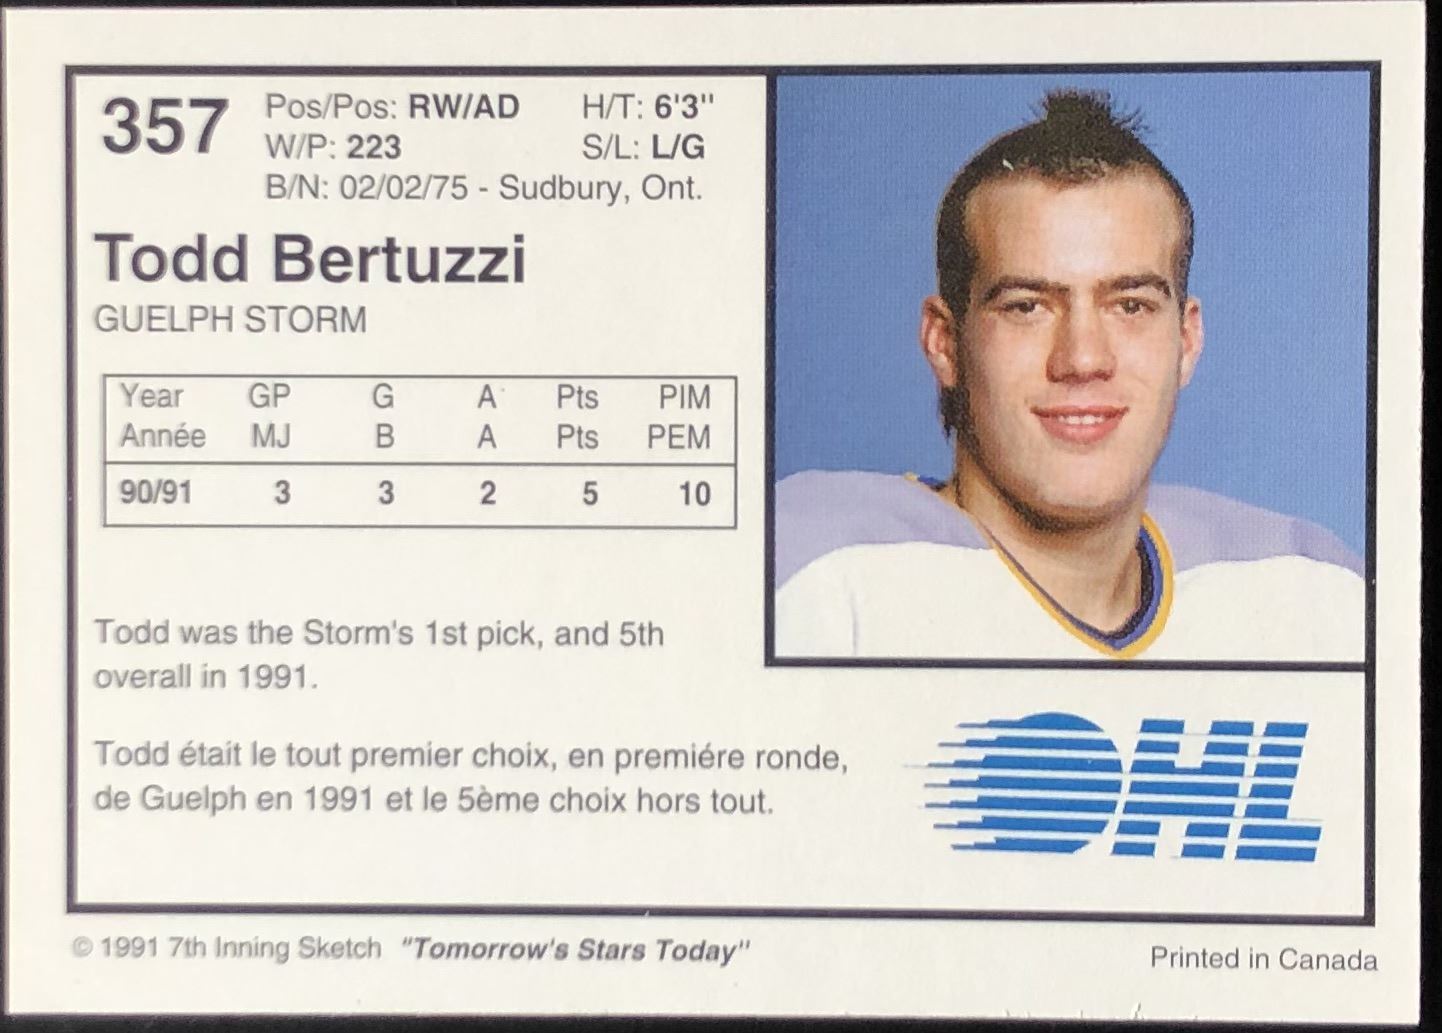 357
Pos/Pos: RW/AD H/T: 6'3"
W/P: 223 S/L: L/G
B/N: 02/02/75 - Sudbury, Ont.
Todd Bertuzzi
GUELPH STORM
Year GP G A Pts PIM
Année MJ B A Pts PEM
90/91 3 3 2 5 10
Todd was the Storm's 1st pick, and 5th
overall in 1991.
Todd était le tout premier choix, en premiére ronde,
de Guelph en 1991 et le 5ème choix hors tout.
OHL
© 1991 7th Inning Sketch "Tomorrow's Stars Today"
Printed in Canada